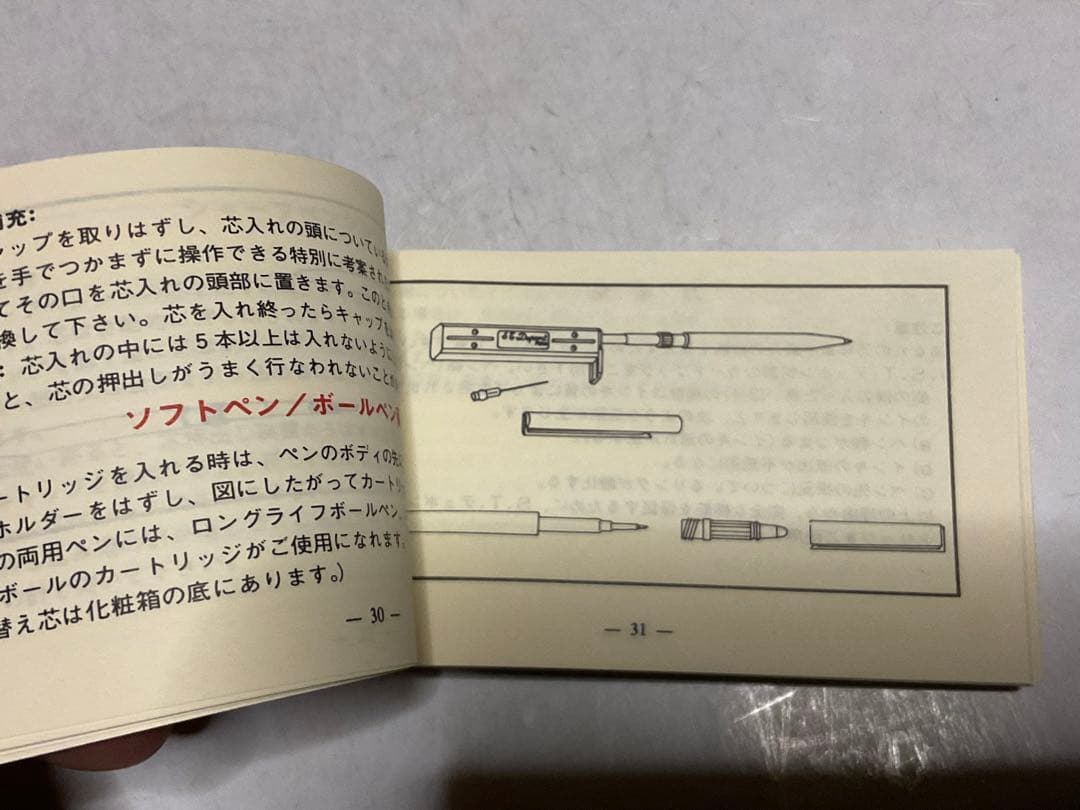 補充:
ャップを取りはずし、芯入れの頭についている
を手でつかまずに操作できる特別に考案され
てその口を芯入れの頭部に置きます。このと
換して下さい。芯を入れ終ったらキャップを
: 芯入れの中には5本以上は入れないように
と、芯の押出しがうまく行なわれないこと
ソフトペン/ボールペン
ートリッジを入れる時は、ペンのボディの先
ホルダーをはずし、図にしたがってカートリ
の両用ペンには、ロングライフボールペン、
ボールのカートリッジがご使用になれます。
替え芯は化粧箱の底にあります。)
— 30 —
— 31 —